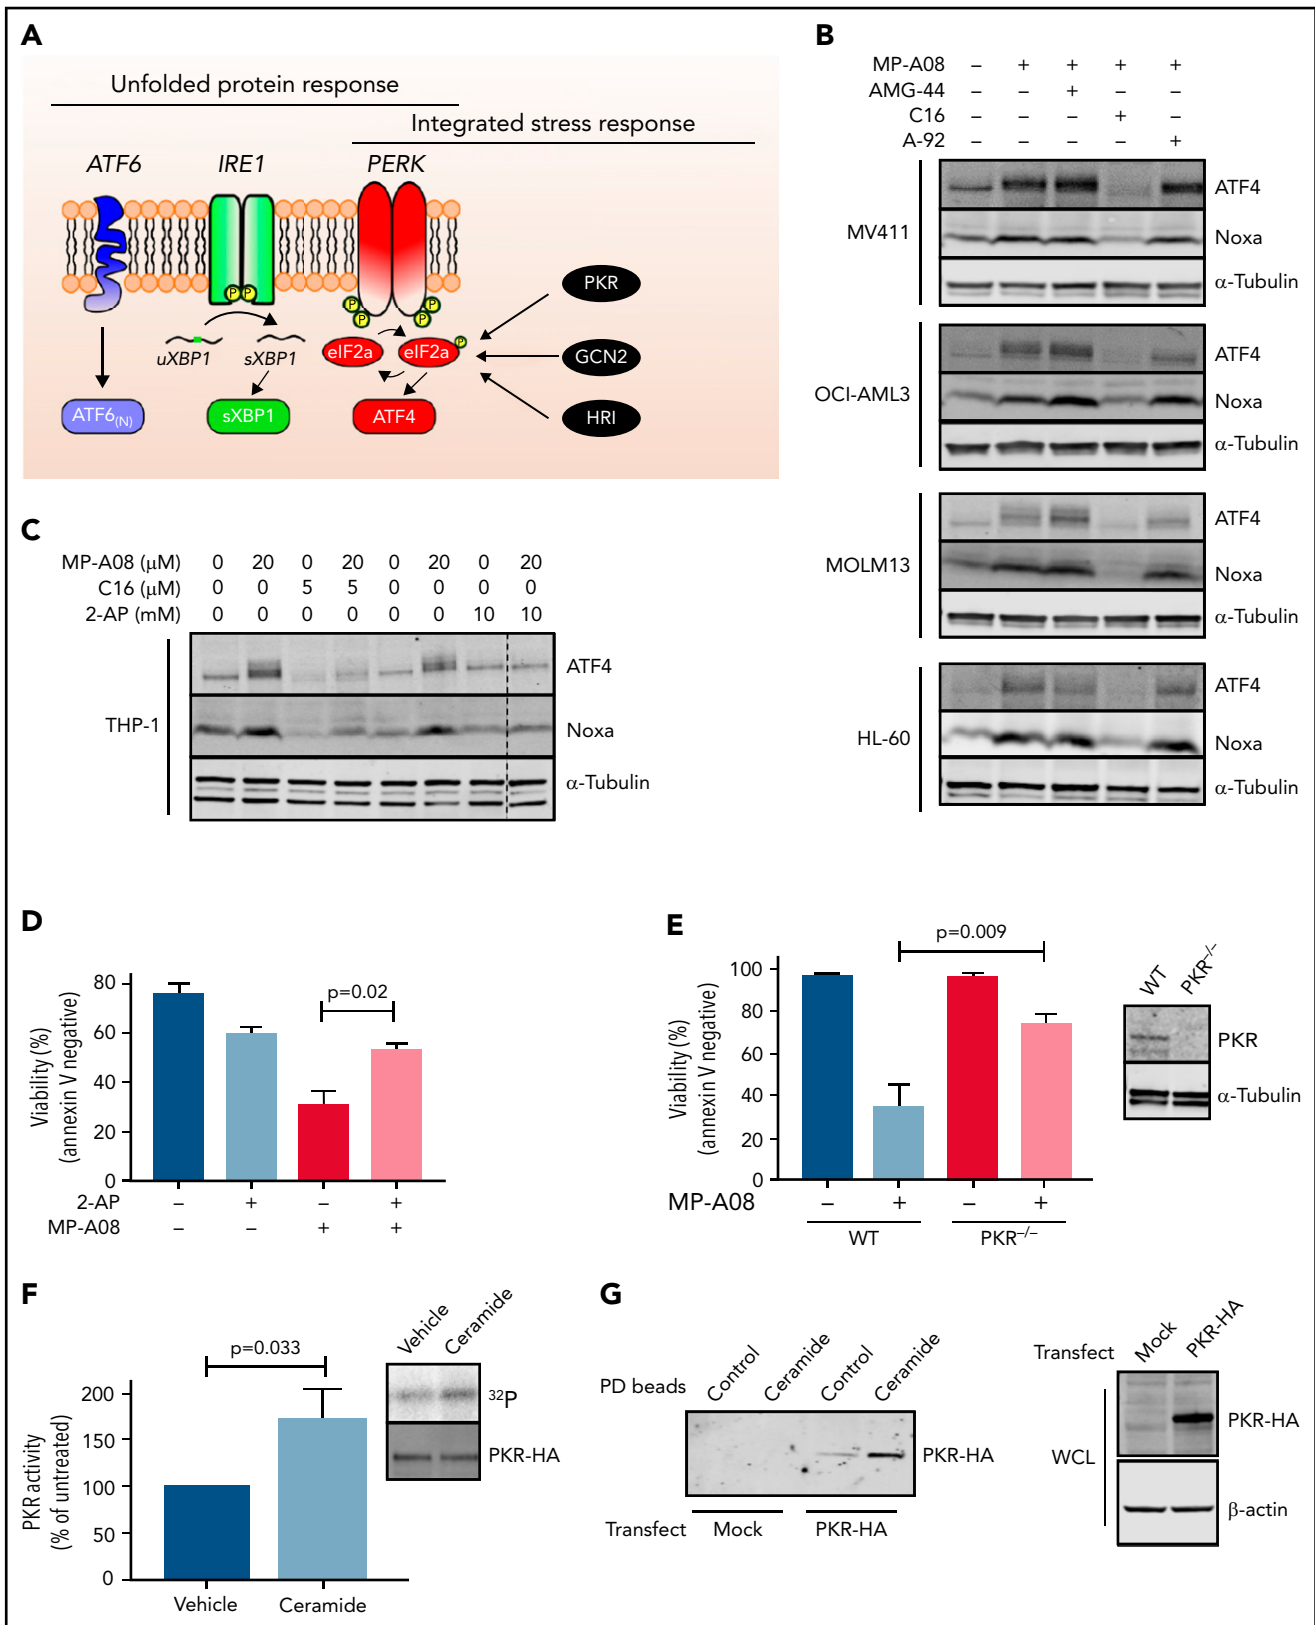 A
Unfolded protein response
Integrated stress response
ATF6 IRE1 PERK
P P
P P P P
uXBP1 sXBP1
eIF2a eIF2a P
ATF6(N) sXBP1 ATF4
PKR
GCN2
HRI
B
MP-A08 – + + + +
AMG-44 – – + – –
C16 – – – + –
A-92 – – – – +
MV411
ATF4
Noxa
α-Tubulin
OCI-AML3
ATF4
Noxa
α-Tubulin
MOLM13
ATF4
Noxa
α-Tubulin
HL-60
ATF4
Noxa
α-Tubulin
C
MP-A08 (μM) 0 20 0 20 0 20 0 20
C16 (μM) 0 0 5 5 0 0 0 0
2-AP (mM) 0 0 0 0 0 0 10 10
THP-1
ATF4
Noxa
α-Tubulin
D
Viability (%)
(annexin V negative)
80
60
40
20
0
p=0.02
2-AP – + – +
MP-A08 – – + +
E
Viability (%)
(annexin V negative)
100
80
60
40
20
0
p=0.009
MP-A08 – + – +
WT PKR–/–
WT PKR–/–
PKR
α-Tubulin
F
PKR activity
(% of untreated)
200
150
100
50
0
p=0.033
Vehicle Ceramide
Vehicle Ceramide
32P
PKR-HA
G
PD beads Control Ceramide Control Ceramide
PKR-HA
Transfect Mock PKR-HA
Transfect Mock PKR-HA
WCL
PKR-HA
β-actin